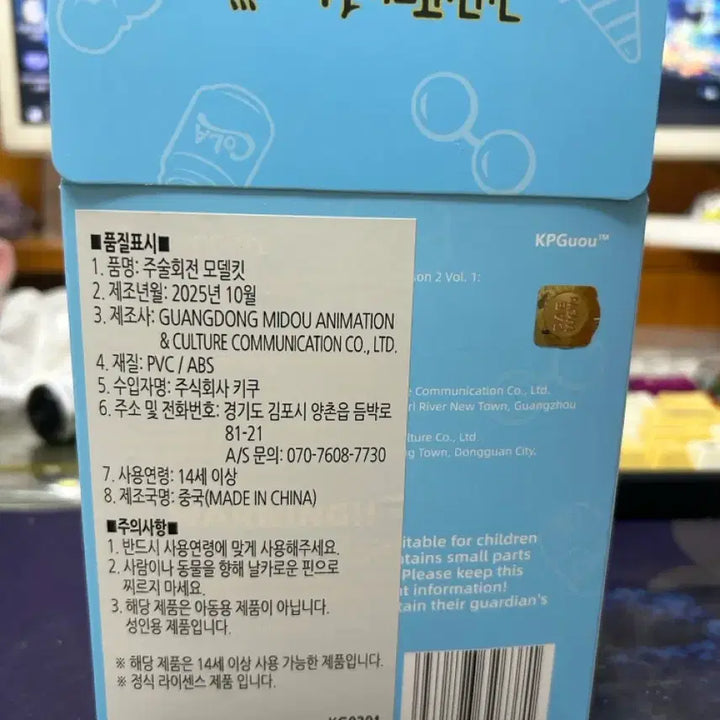 COLA
KPGuou™
■품질표시■
1. 품명: 주술회전 모델킷
2. 제조년월: 2025년 10월
3. 제조사: GUANGDONG MIDOU ANIMATION
& CULTURE COMMUNICATION CO., LTD.
4. 재질: PVC / ABS
5. 수입자명: 주식회사 키쿠
6. 주소 및 전화번호: 경기도 김포시 양촌읍 듬박로
81-21
A/S 문의: 070-7608-7730
7. 사용연령: 14세 이상
8. 제조국명: 중국(MADE IN CHINA)
■주의사항■
1. 반드시 사용연령에 맞게 사용해주세요.
2. 사람이나 동물을 향해 날카로운 핀으로
찌르지 마세요.
3. 해당 제품은 아동용 제품이 아닙니다.
성인용 제품입니다.
※ 해당 제품은 14세 이상 사용 가능한 제품입니다.
※ 정식 라이센스 제품 입니다.
son 2 Vol. 1:
e Communication Co., Ltd.
rl River New Town, Guangzhou
ulture Co., Ltd.
g Town, Dongguan City,
itable for children
tains small parts
Please keep this
t information!
tain their guardian's